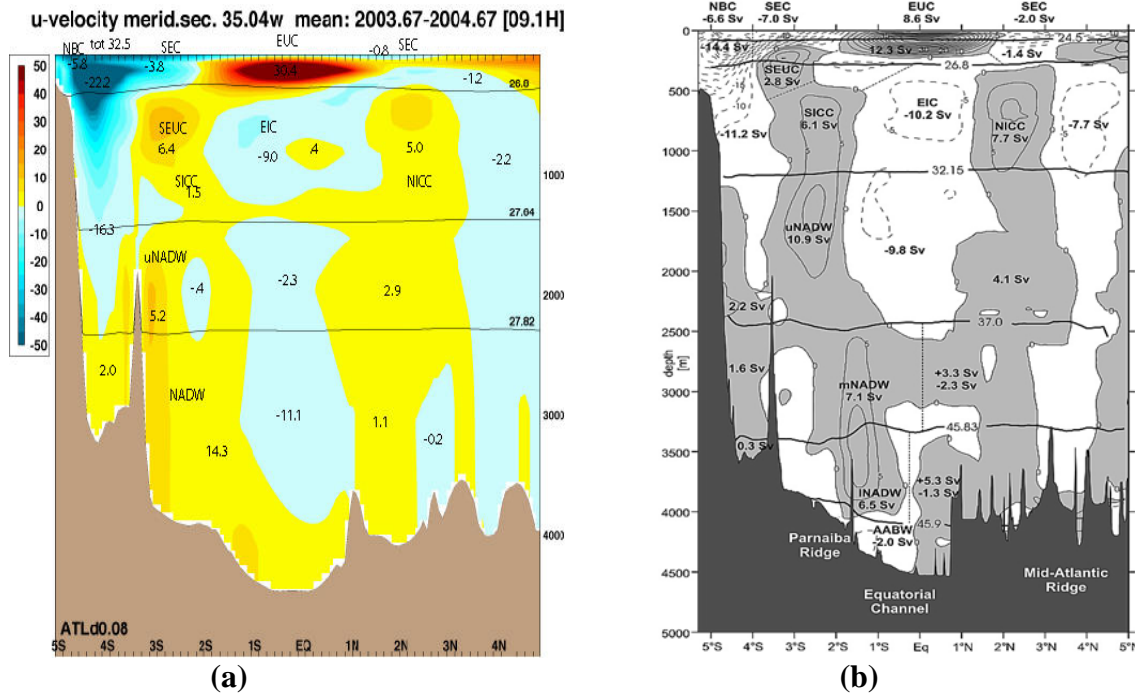 u-velocity merid.sec. 35.04w mean: 2003.67-2004.67 [09.1H]
NBC tot 32.5 SEC EUC -0.8 SEC
-5.8 -3.8 30.4 -1.2
-22.2
26.8
50
40
30
20
10
0
-10
-20
-30
-40
-50
SEUC EIC
6.4 -9.0 .4 5.0 -2.2
SICC NICC
1.5
1000
-16.3 27.04
uNADW
-2.3
-.4 2.9
2000
5.2
27.82
2.0 NADW
-11.1 1.1
3000
-0.2
14.3
4000
ATLd0.08
5S 4S 3S 2S 1S 0 1N 2N 3N 4N
(a)
NBC SEC EUC SEC
-6.6 Sv -7.0 Sv 8.6 Sv -2.0 Sv
0
-14.4 Sv 12.3 Sv 24.5
-1.4 Sv
SEUC 26.8
2.8 Sv
500
SICC EIC NICC
6.1 Sv -10.2 Sv 7.7 Sv -7.7 Sv
-11.2 Sv
1000
32.15
1500
uNADW
10.9 Sv -9.8 Sv
2000
4.1 Sv
2.2 Sv
2500
37.0
depth
[m]
1.6 Sv +3.3 Sv
-2.3 Sv
mNADW
7.1 Sv
3000
45.83
0.3 Sv
3500
+5.3 Sv
-1.3 Sv
lNADW
6.5 Sv
4000
45.9
AABW
-2.0 Sv
Parnaiba
Ridge
Mid-Atlantic
Ridge
4500
Equatorial
Channel
5000
5°S 4°S 3°S 2°S 1°S Eq 1°N 2°N 3°N 4°N 5°N
(b)